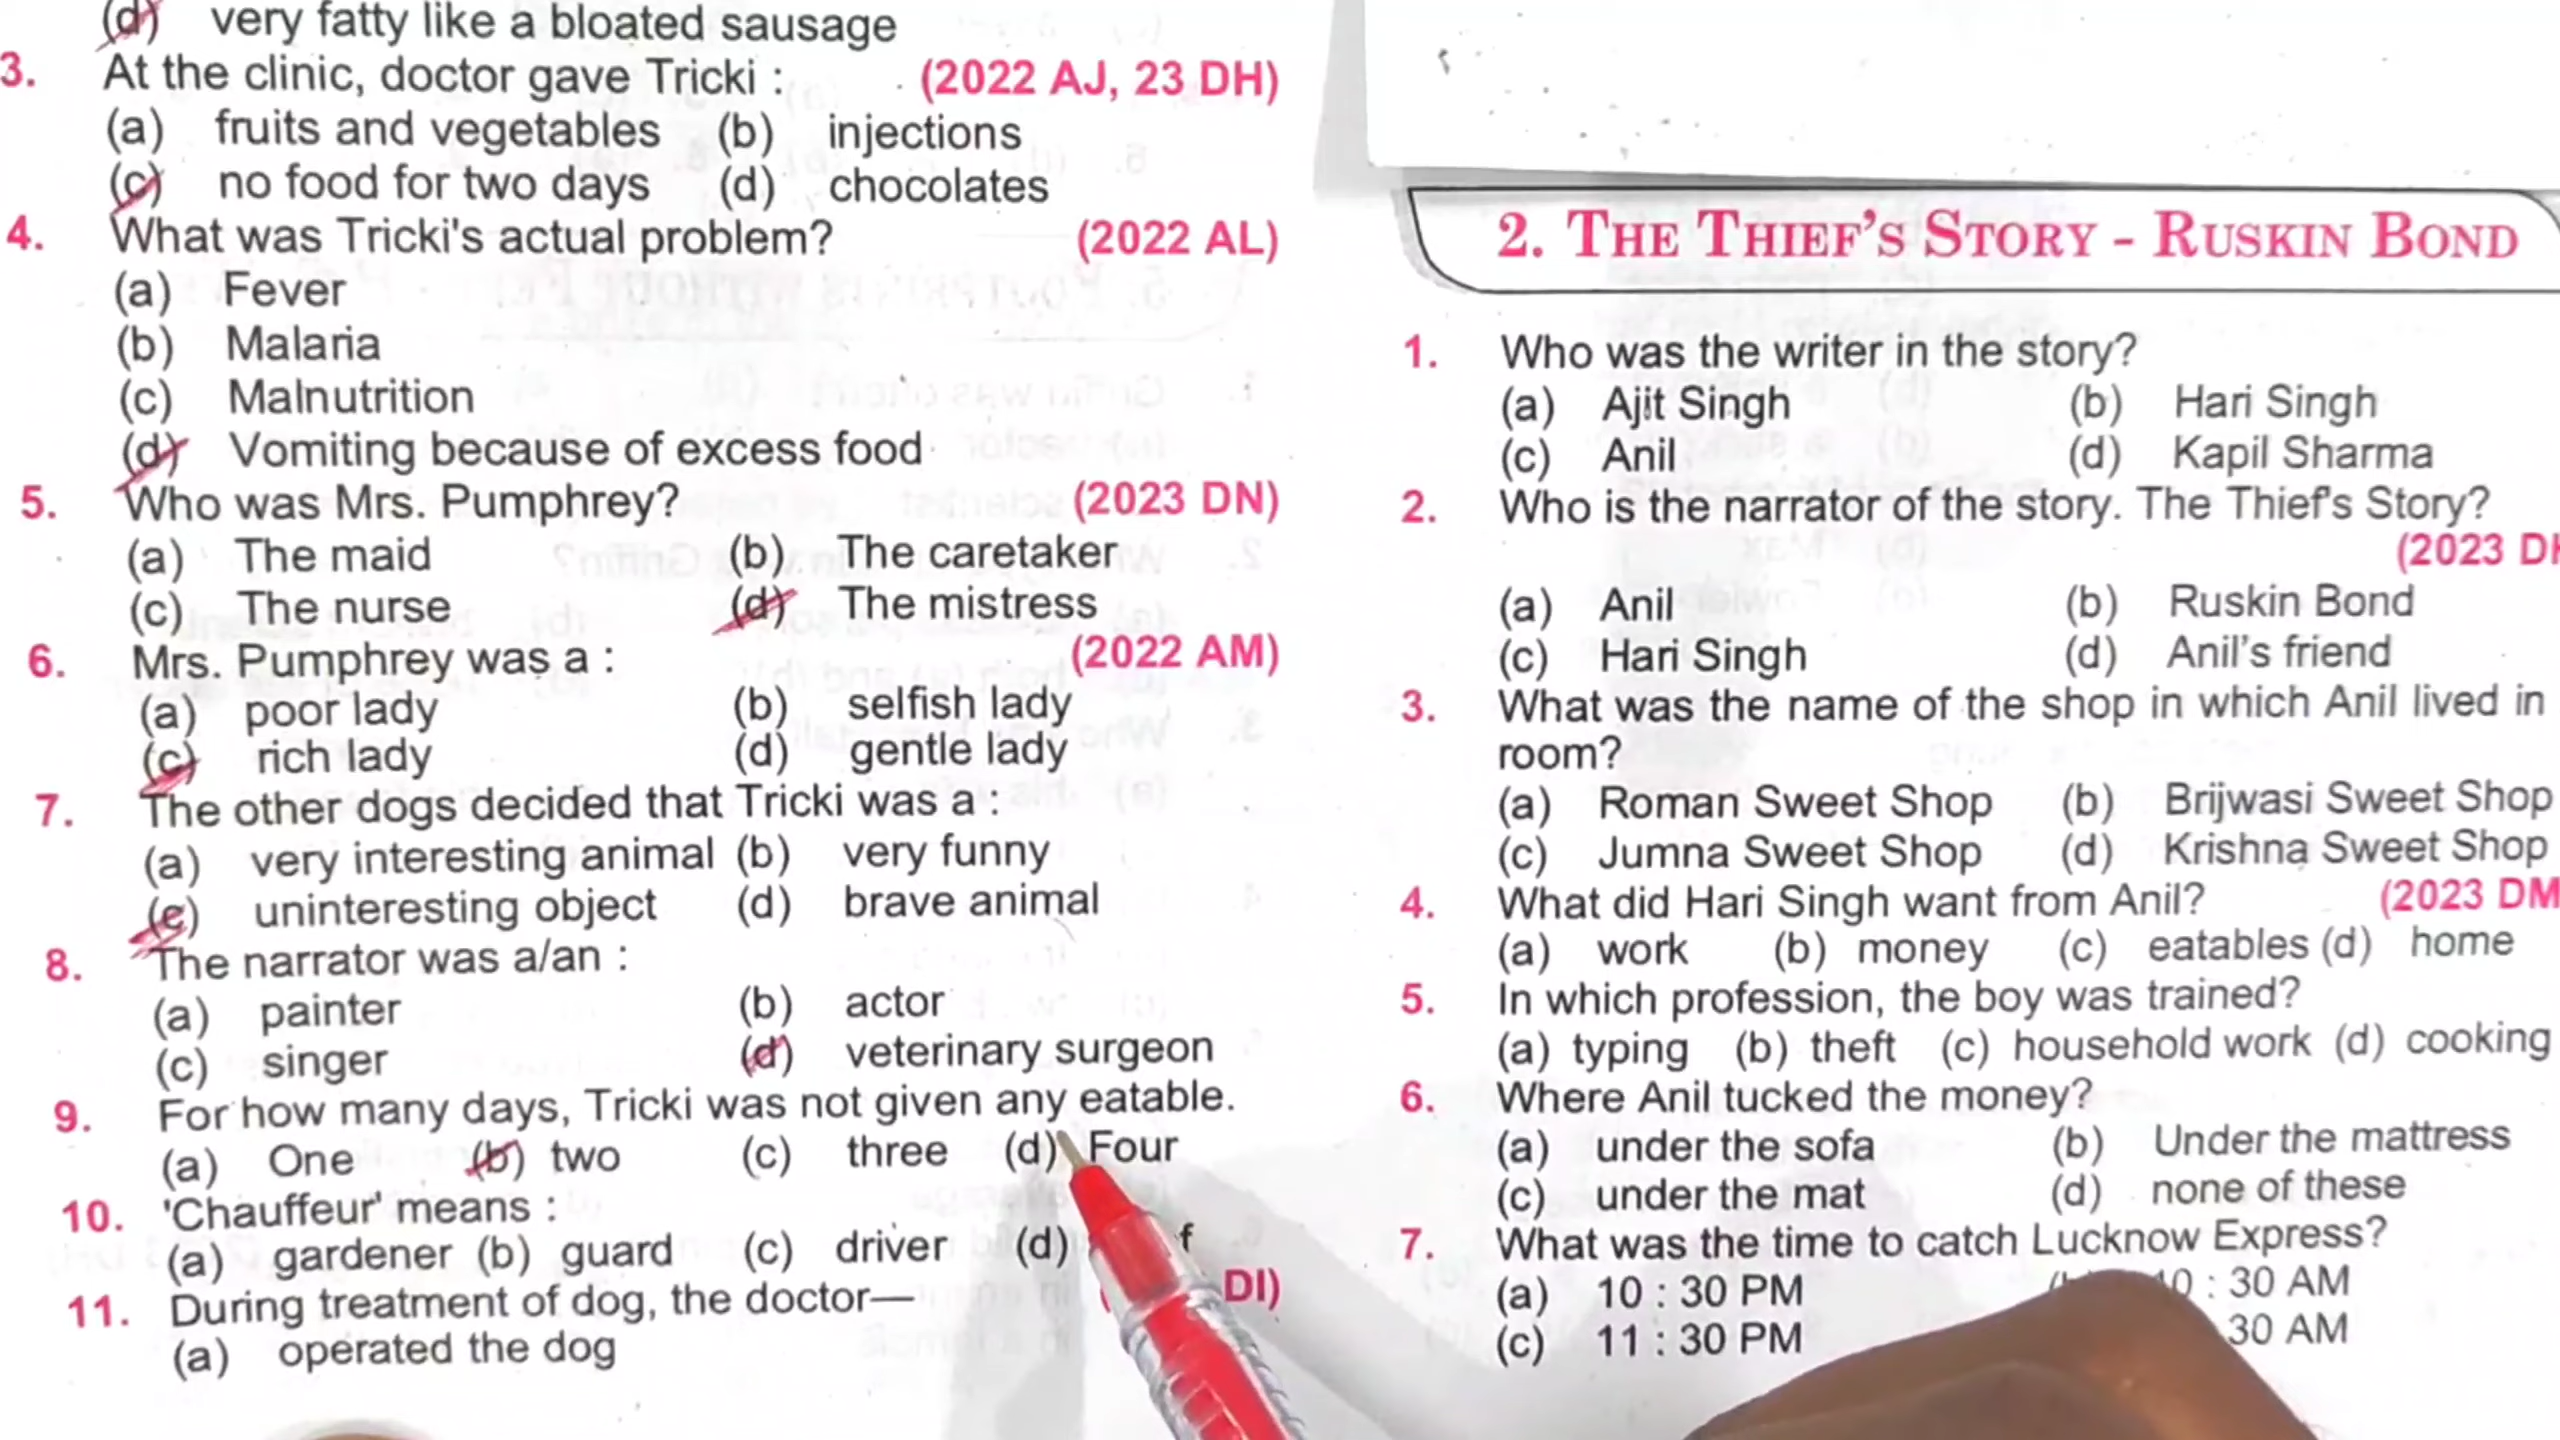 (d) very fatty like a bloated sausage
3. At the clinic, doctor gave Tricki : (2022 AJ, 23 DH)
(a) fruits and vegetables (b) injections
(c) no food for two days (d) chocolates
4. What was Tricki's actual problem? (2022 AL)
(a) Fever
(b) Malaria
(c) Malnutrition
(d) Vomiting because of excess food
5. Who was Mrs. Pumphrey? (2023 DN)
(a) The maid (b) The caretaker
(c) The nurse (d) The mistress
6. Mrs. Pumphrey was a : (2022 AM)
(a) poor lady (b) selfish lady
(c) rich lady (d) gentle lady
7. The other dogs decided that Tricki was a :
(a) very interesting animal (b) very funny
(c) uninteresting object (d) brave animal
8. The narrator was a/an :
(a) painter (b) actor
(c) singer (d) veterinary surgeon
9. For how many days, Tricki was not given any eatable.
(a) One (b) two (c) three (d) Four
10. 'Chauffeur' means :
(a) gardener (b) guard (c) driver (d)
11. During treatment of dog, the doctor— DI)
(a) operated the dog
2. THE THIEF'S STORY - RUSKIN BOND
1. Who was the writer in the story?
(a) Ajit Singh (b) Hari Singh
(c) Anil (d) Kapil Sharma
2. Who is the narrator of the story. The Thief's Story?
(2023
(a) Anil (b) Ruskin Bond
(c) Hari Singh (d) Anil's friend
3. What was the name of the shop in which Anil lived in
room?
(a) Roman Sweet Shop (b) Brijwasi Sweet Shop
(c) Jumna Sweet Shop (d) Krishna Sweet Shop
4. What did Hari Singh want from Anil? (2023 DM
(a) work (b) money (c) eatables (d) home
5. In which profession, the boy was trained?
(a) typing (b) theft (c) household work (d) cooking
6. Where Anil tucked the money?
(a) under the sofa (b) Under the mattress
(c) under the mat (d) none of these
7. What was the time to catch Lucknow Express?
(a) 10 : 30 PM : 30 AM
(c) 11 : 30 PM 30 AM